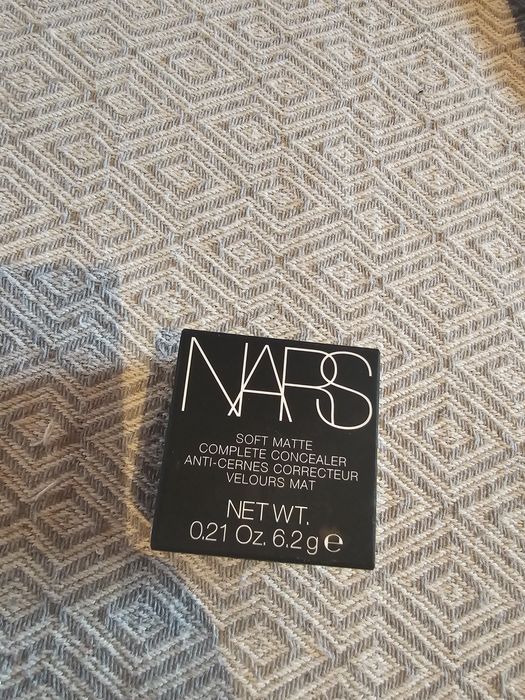 NARS
SOFT MATTE
COMPLETE CONCEALER
ANTI-CERNES CORRECTEUR
VELOURS MAT
NET WT.
0.21 Oz. 6.2 g ℮